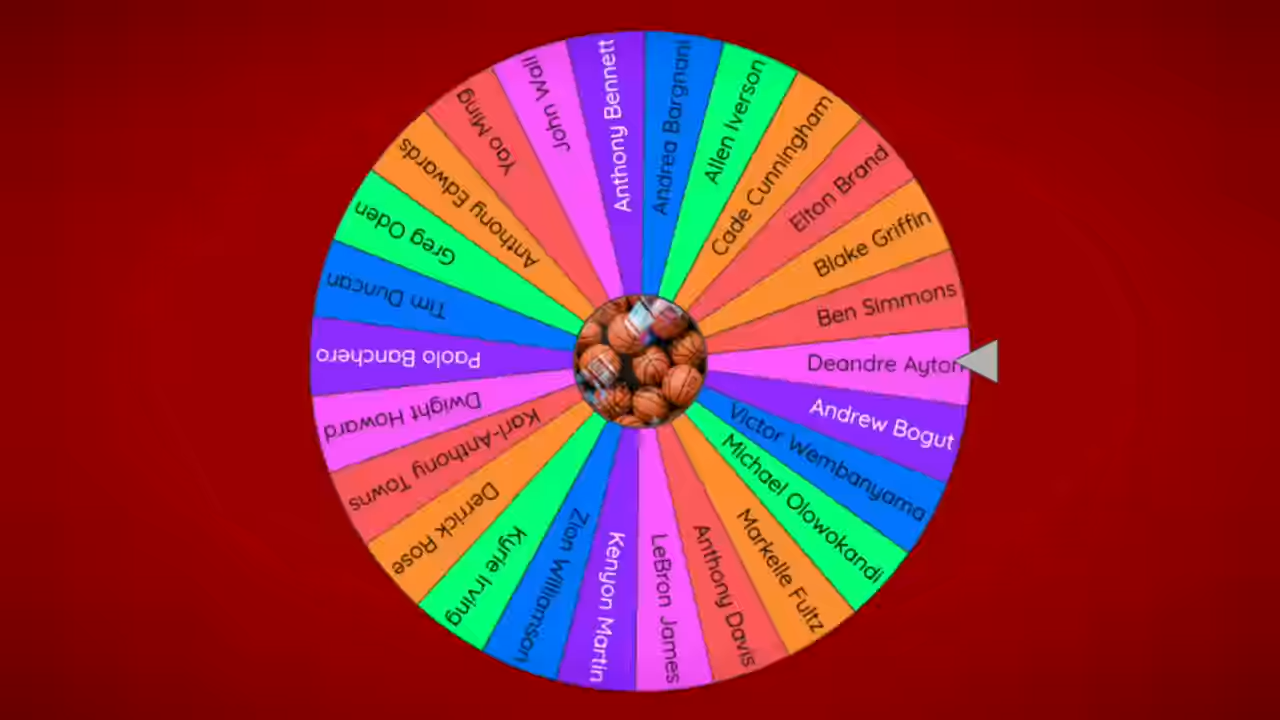 Anthony Bennett
Andrea Bargnani
Allen Iverson
Cade Cunningham
Elton Brand
Blake Griffin
Ben Simmons
Deandre Ayton
Andrew Bogut
Victor Wembanyama
Michael Olowokandi
Markelle Fultz
Anthony Davis
LeBron James
Kenyon Martin
Zion Williamson
Kyrie Irving
Derrick Rose
Karl-Anthony Towns
Dwight Howard
Paolo Banchero
Tim Duncan
Greg Oden
Anthony Edwards
Yao Ming
John Wall